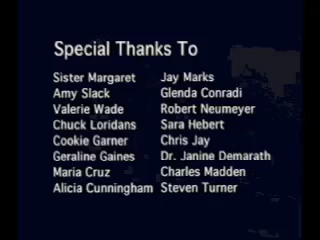 Special Thanks To
Sister Margaret
Amy Slack
Valerie Wade
Chuck Loridans
Cookie Garner
Geraline Gaines
Maria Cruz
Alicia Cunningham
Jay Marks
Glenda Conradi
Robert Neumeyer
Sara Hebert
Chris Jay
Dr. Janine Demarath
Charles Madden
Steven Turner